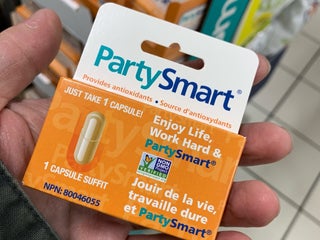 PartySmart®
Provides antioxidants • Source d'antioxydants
JUST TAKE 1 CAPSULE!
Enjoy Life,
Work Hard &
PartySmart®
NON
GMO
VERIFIED
1 CAPSULE SUFFIT
NPN: 80046055
Jouir de la vie,
travaille dure
et PartySmart®